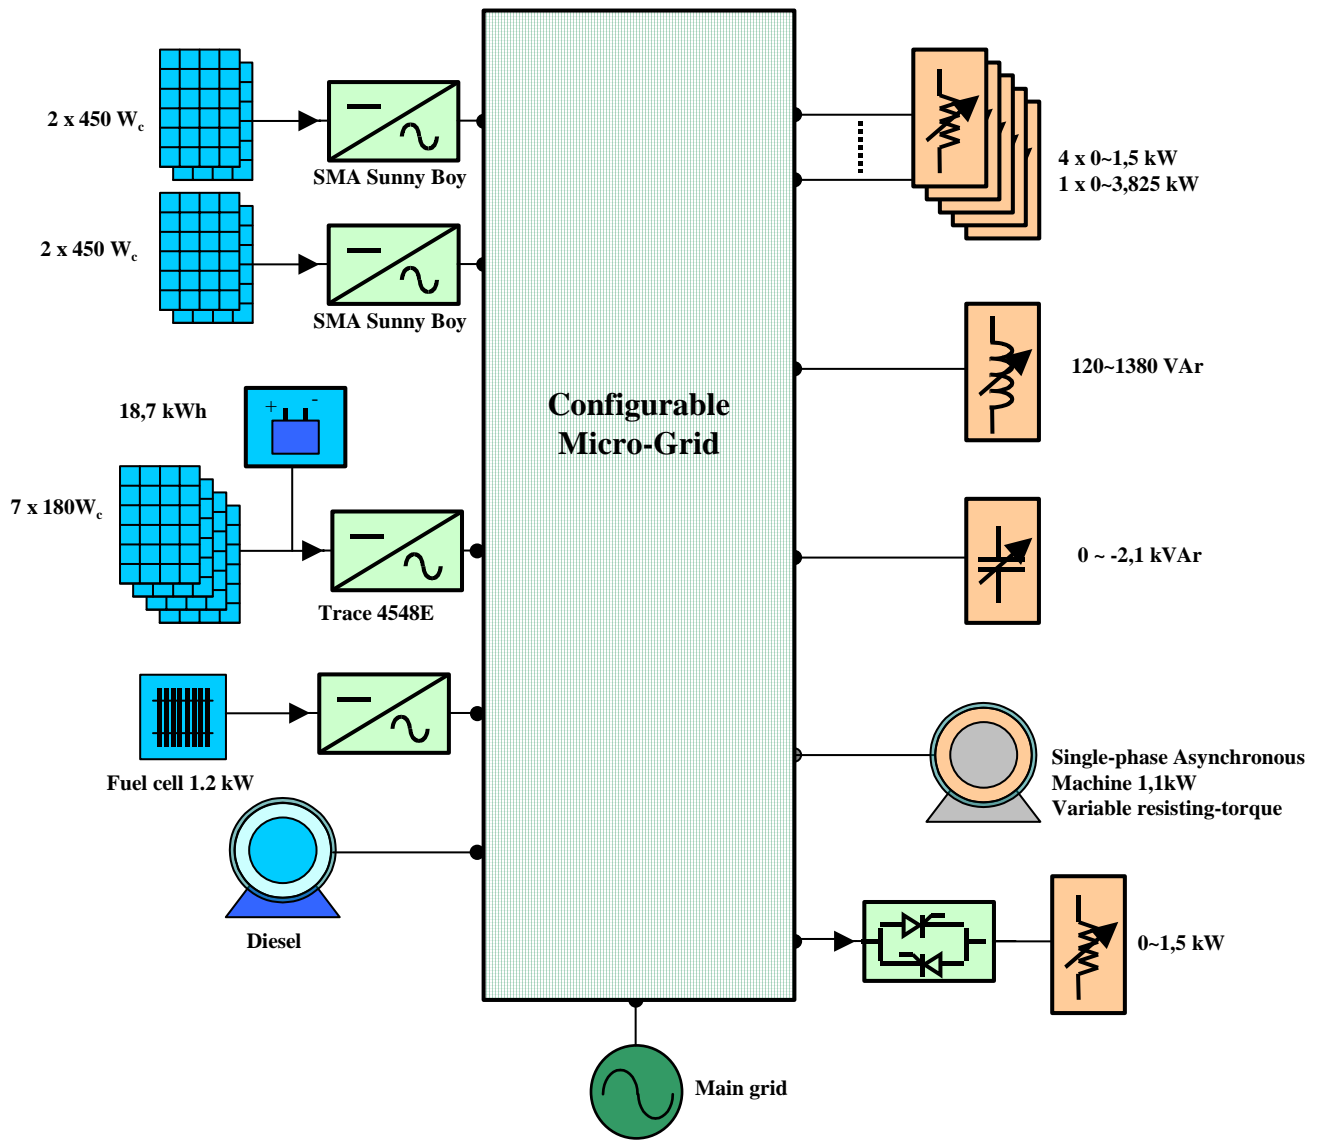 2 x 450 Wc
SMA Sunny Boy
2 x 450 Wc
SMA Sunny Boy
18,7 kWh
+ -
7 x 180Wc
Trace 4548E
Fuel cell 1.2 kW
Diesel
Configurable
Micro-Grid
Main grid
4 x 0~1,5 kW
1 x 0~3,825 kW
120~1380 VAr
0 ~ -2,1 kVAr
Single-phase Asynchronous
Machine 1,1kW
Variable resisting-torque
0~1,5 kW